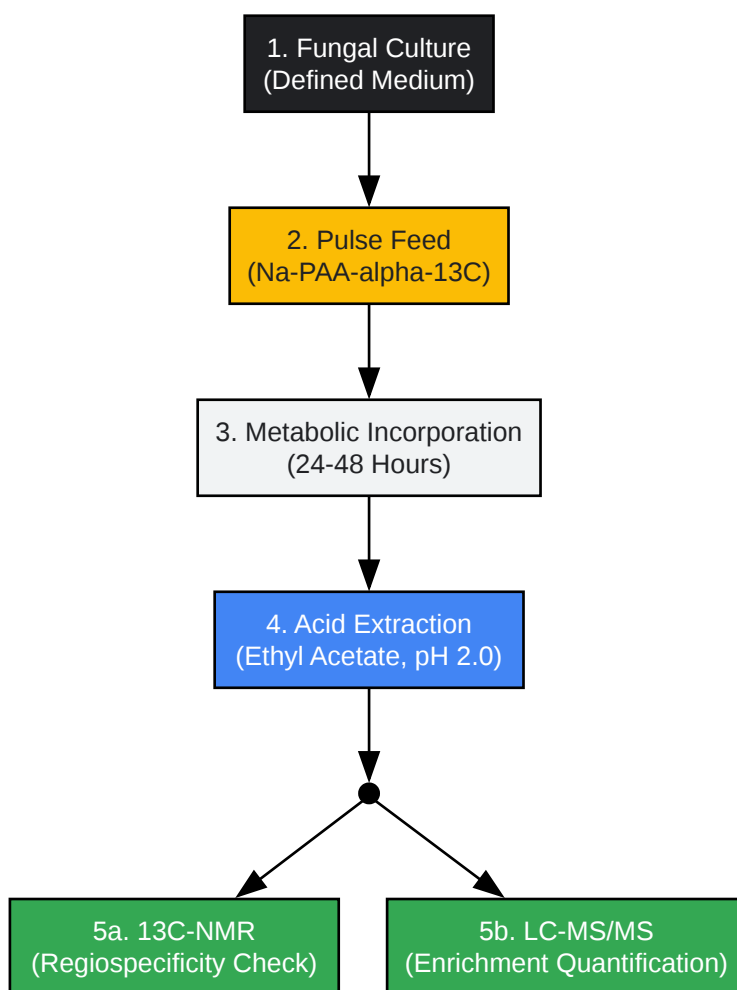 1. Fungal Culture
(Defined Medium)
2. Pulse Feed
(Na-PAA-alpha-13C)
3. Metabolic Incorporation
(24-48 Hours)
4. Acid Extraction
(Ethyl Acetate, pH 2.0)
5a. 13C-NMR
(Regiospecificity Check)
5b. LC-MS/MS
(Enrichment Quantification)